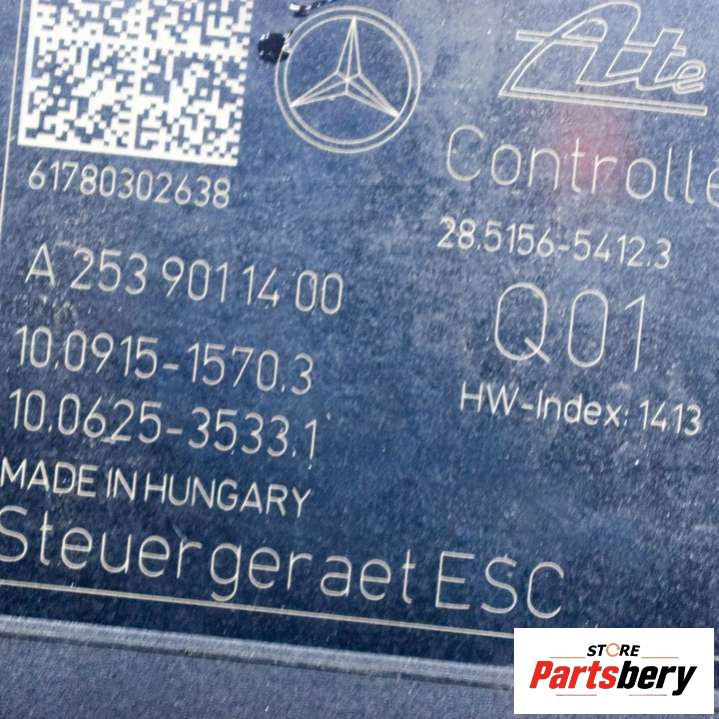 Ate
61780302638
Controlle
28.5156-5412.3
A 253 901 14 00
Q01
10.0915-1570.3
HW-Index: 1413
10.0625-3533.1
MADE IN HUNGARY
Steuergeraet ESC
STORE
Partsbery